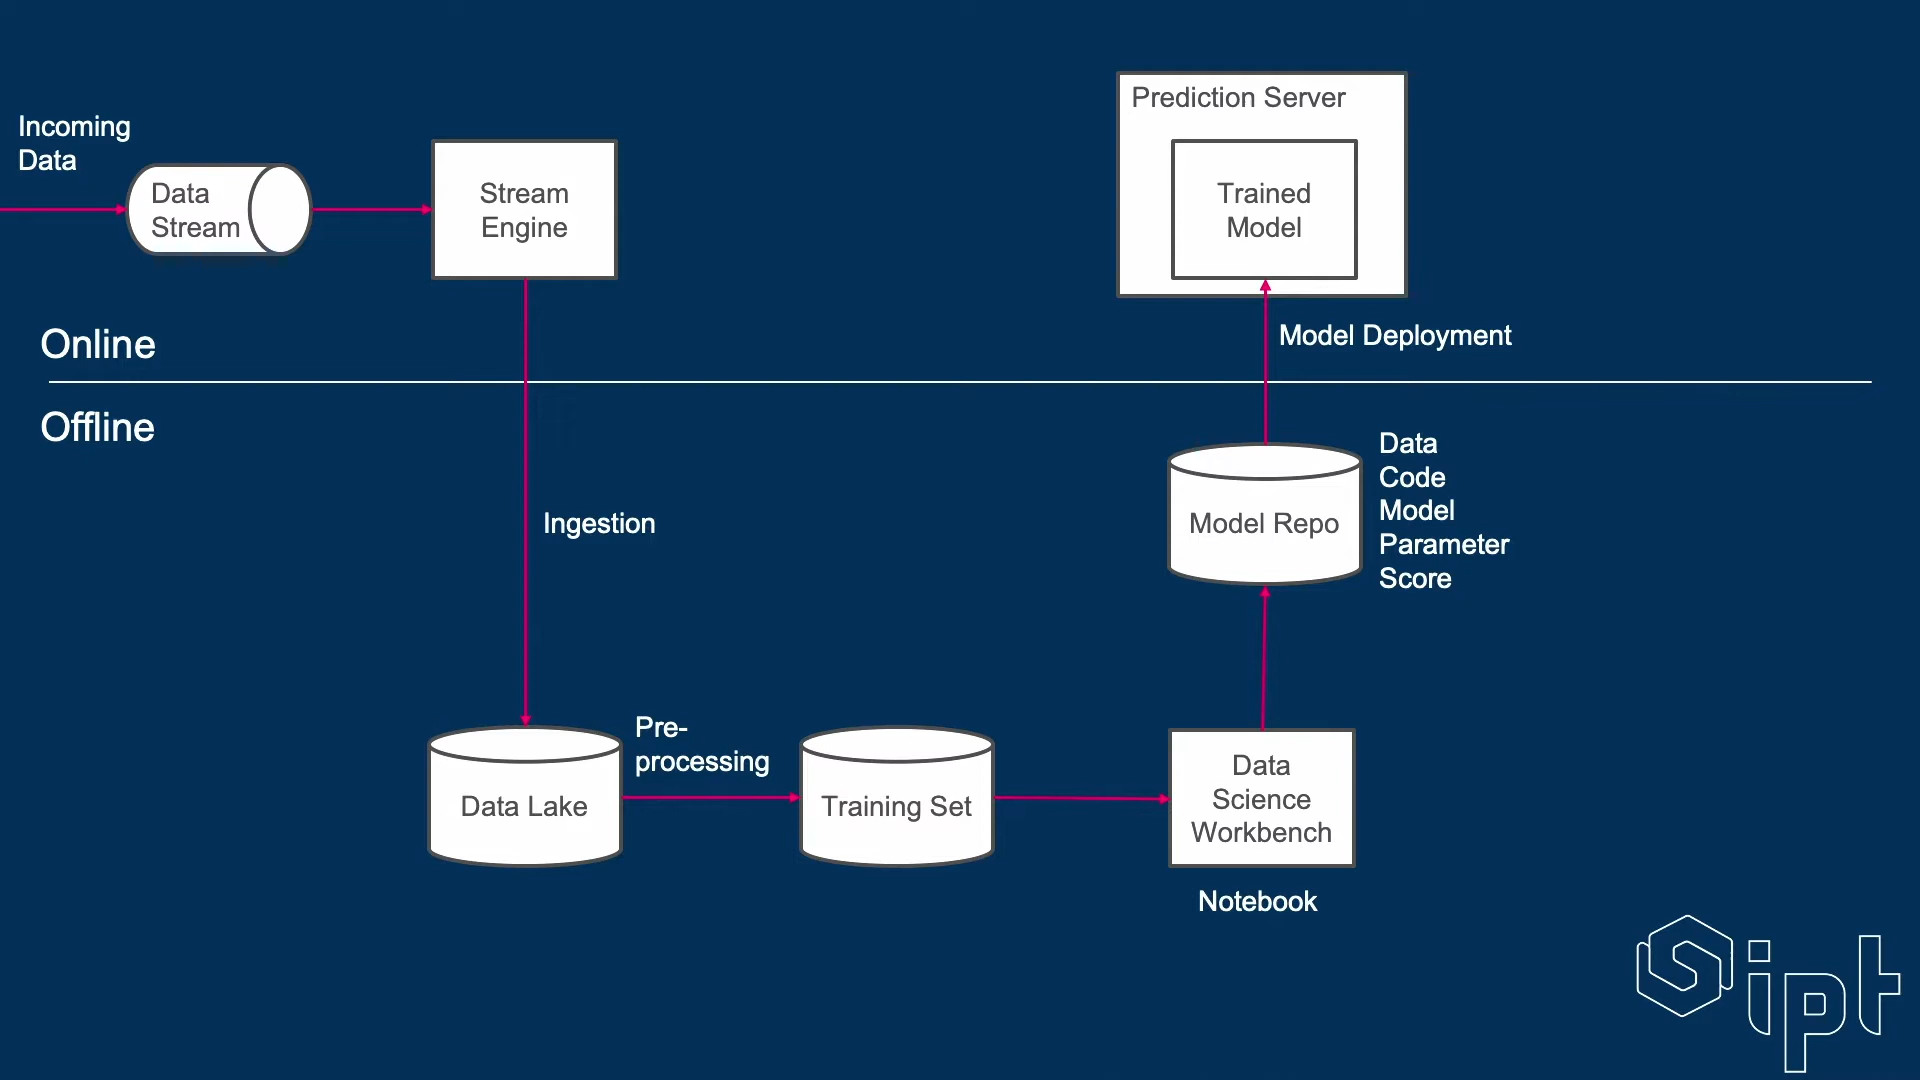 Incoming
Data
Data
Stream
Stream
Engine
Prediction Server
Trained
Model
Online
Model Deployment
Offline
Ingestion
Model Repo
Data
Code
Model
Parameter
Score
Data Lake
Pre-
processing
Training Set
Data
Science
Workbench
Notebook
ipt